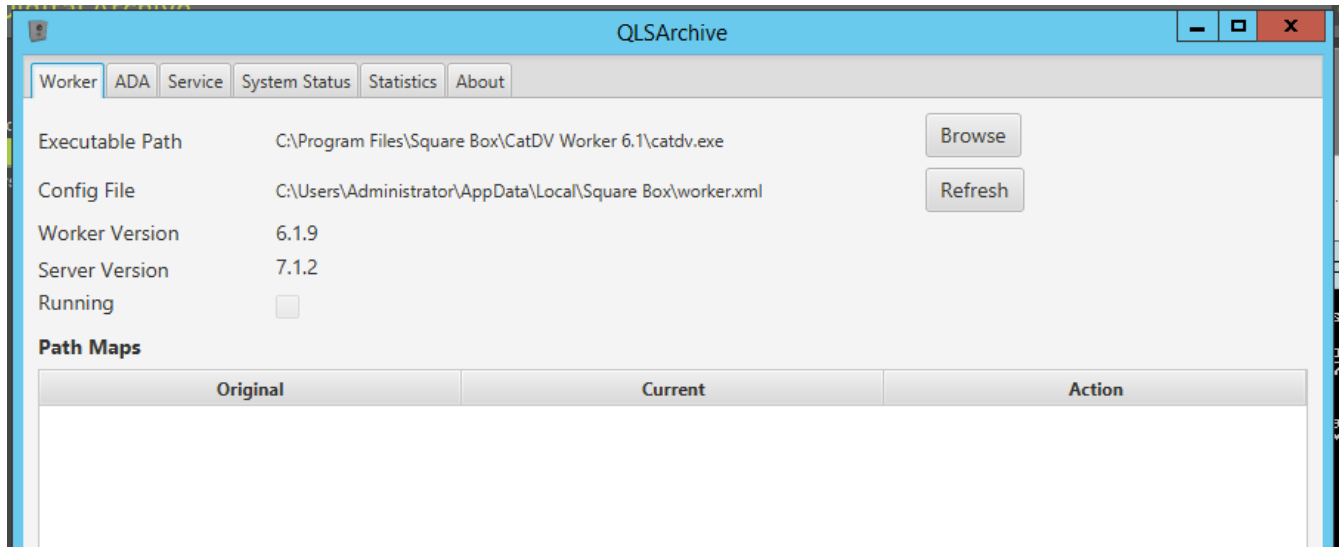 QLSArchive
Worker ADA Service System Status Statistics About
Executable Path C:\Program Files\Square Box\CatDV Worker 6.1\catdv.exe Browse
Config File C:\Users\Administrator\AppData\Local\Square Box\worker.xml Refresh
Worker Version 6.1.9
Server Version 7.1.2
Running
Path Maps
Original Current Action